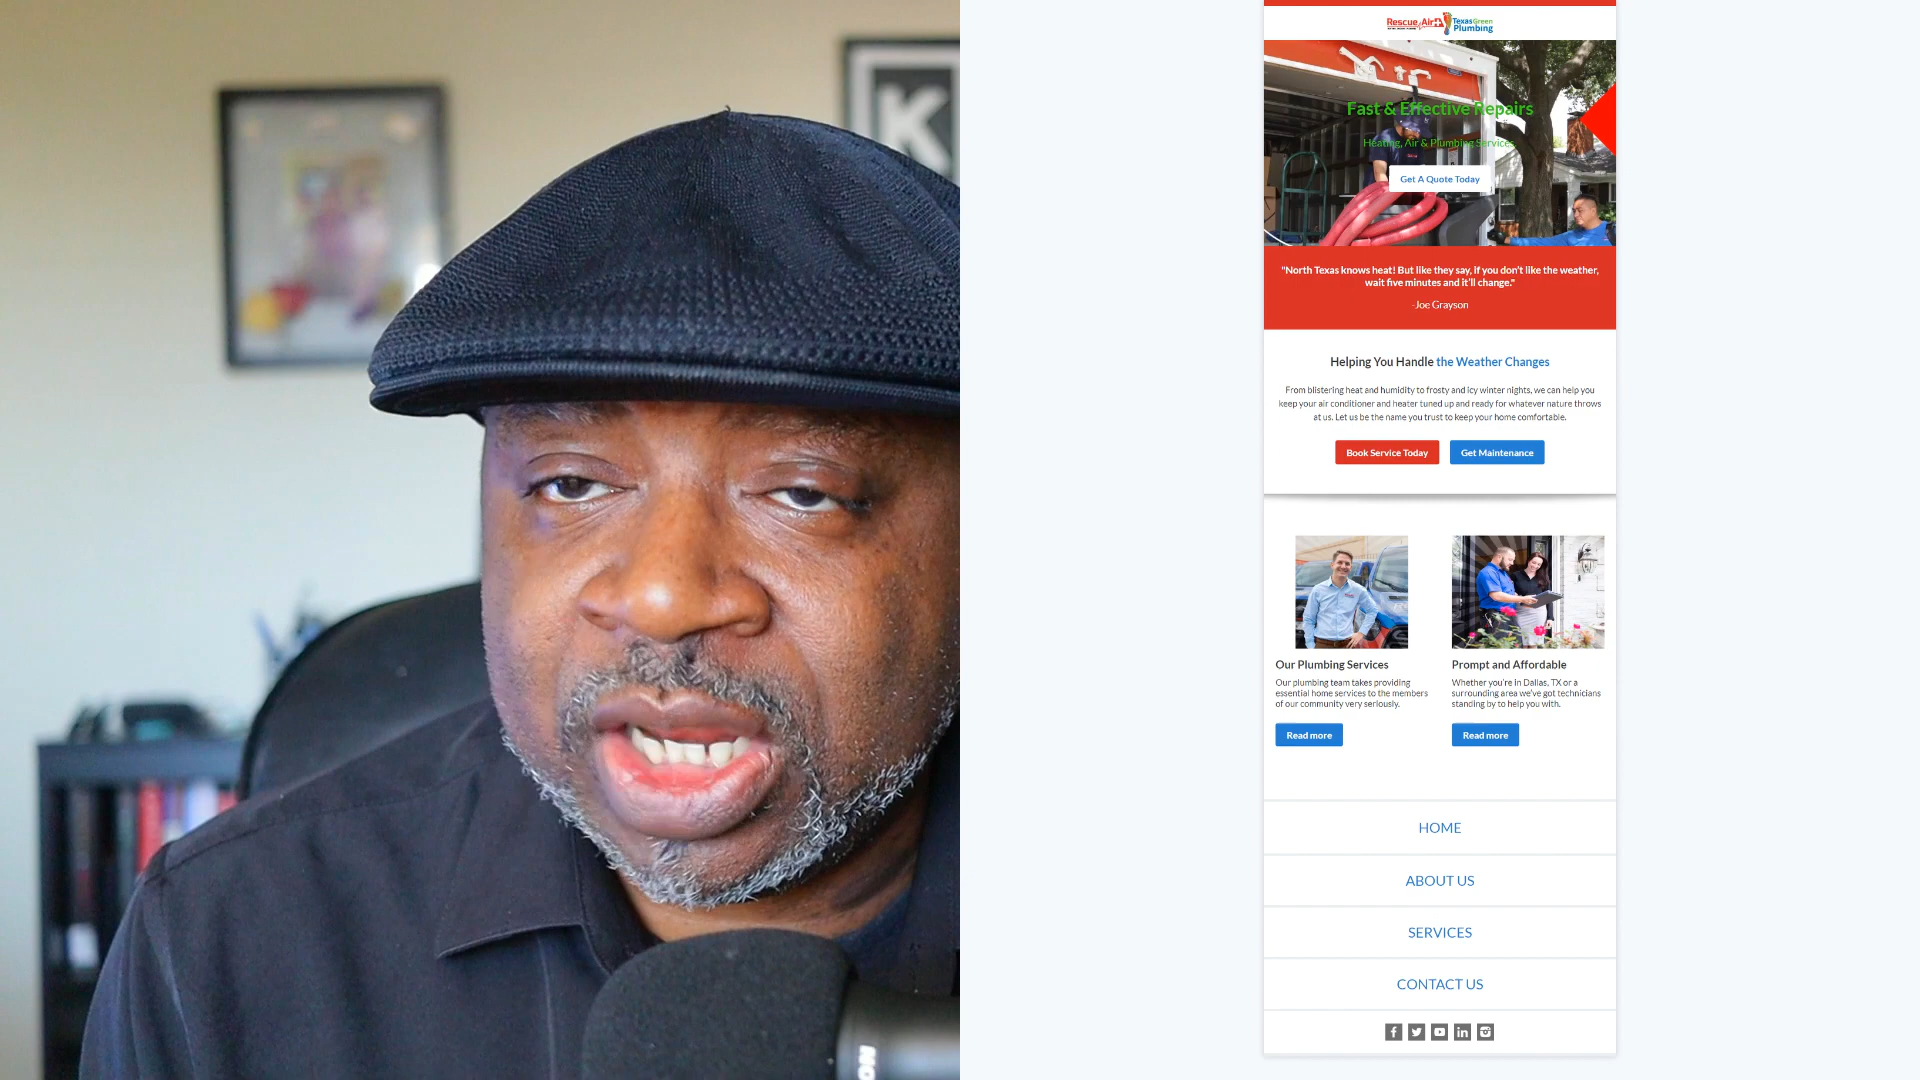 K
Rescue Air
Texas Green
Plumbing
Fast & Effective Repairs
Heating, Air & Plumbing Services
Get A Quote Today
"North Texas knows heat! But like they say, if you don't like the weather,
wait five minutes and it'll change."
-Joe Grayson
Helping You Handle the Weather Changes
From blistering heat and humidity to frosty and icy winter nights, we can help you
keep your air conditioner and heater tuned up and ready for whatever nature throws
at us. Let us be the name you trust to keep your home comfortable.
Book Service Today
Get Maintenance
Our Plumbing Services
Our plumbing team takes providing
essential home services to the members
of our community very seriously.
Read more
Prompt and Affordable
Whether you're in Dallas, TX or a
surrounding area we've got technicians
standing by to help you with.
Read more
HOME
ABOUT US
SERVICES
CONTACT US